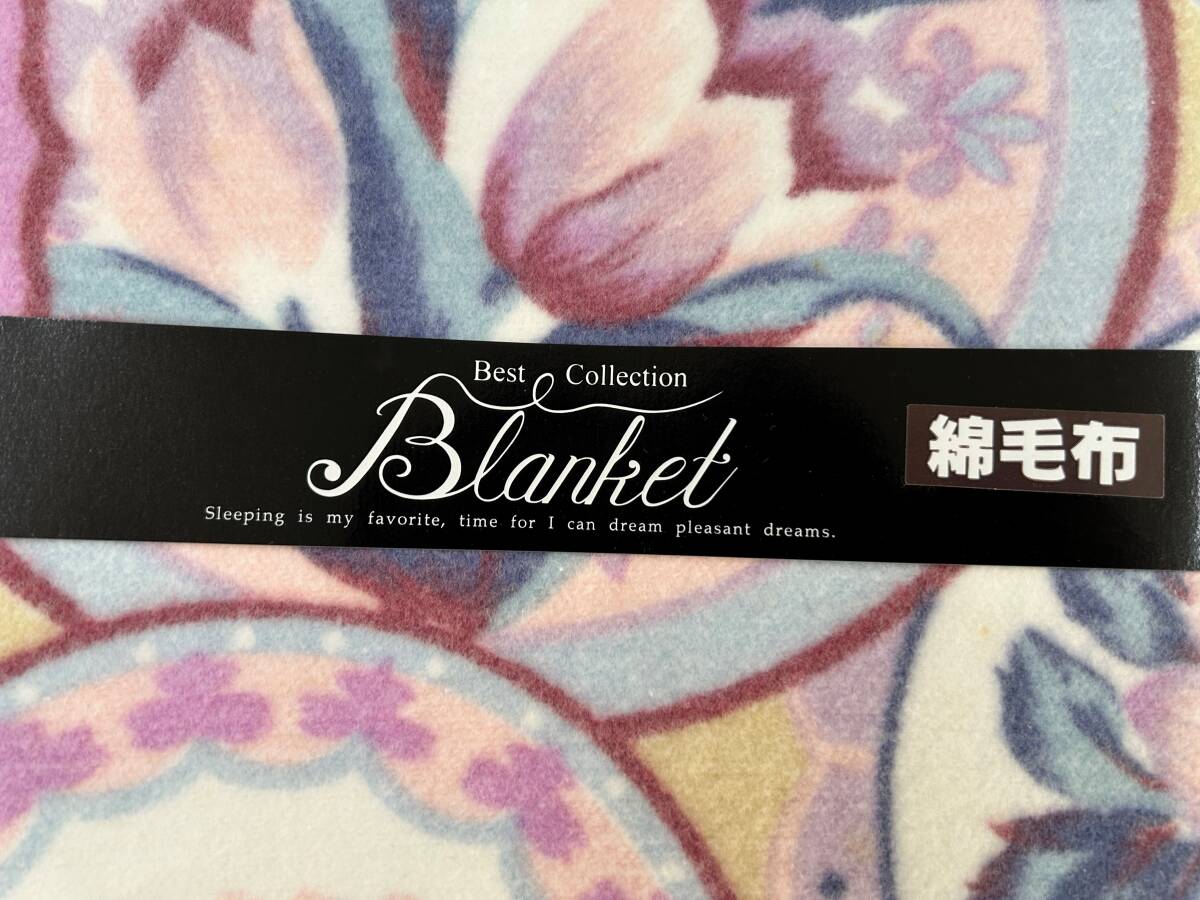 Best Collection
Blanket
Sleeping is my favorite, time for I can dream pleasant dreams.
綿毛布